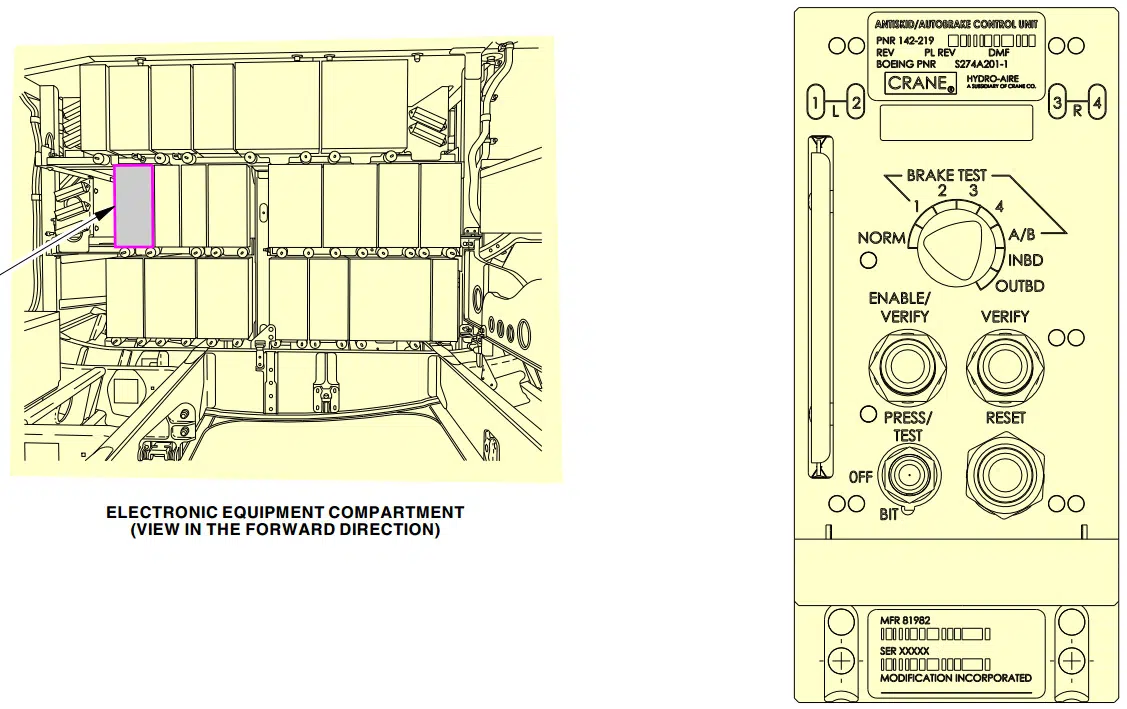 ELECTRONIC EQUIPMENT COMPARTMENT
(VIEW IN THE FORWARD DIRECTION)
ANTISKID/AUTOBRAKE CONTROL UNIT
PNR 142-219
REV PL REV DMF
BOEING PNR S274A201-1
CRANE® HYDRO-AIRE
A SUBSIDIARY OF CRANE CO.
1 2 3 4
L R
BRAKE TEST
1 2 3 4
NORM A/B
INBD
OUTBD
ENABLE/
VERIFY VERIFY
PRESS/
TEST RESET
OFF
BIT
MFR 81982
SER XXXXX
MODIFICATION INCORPORATED